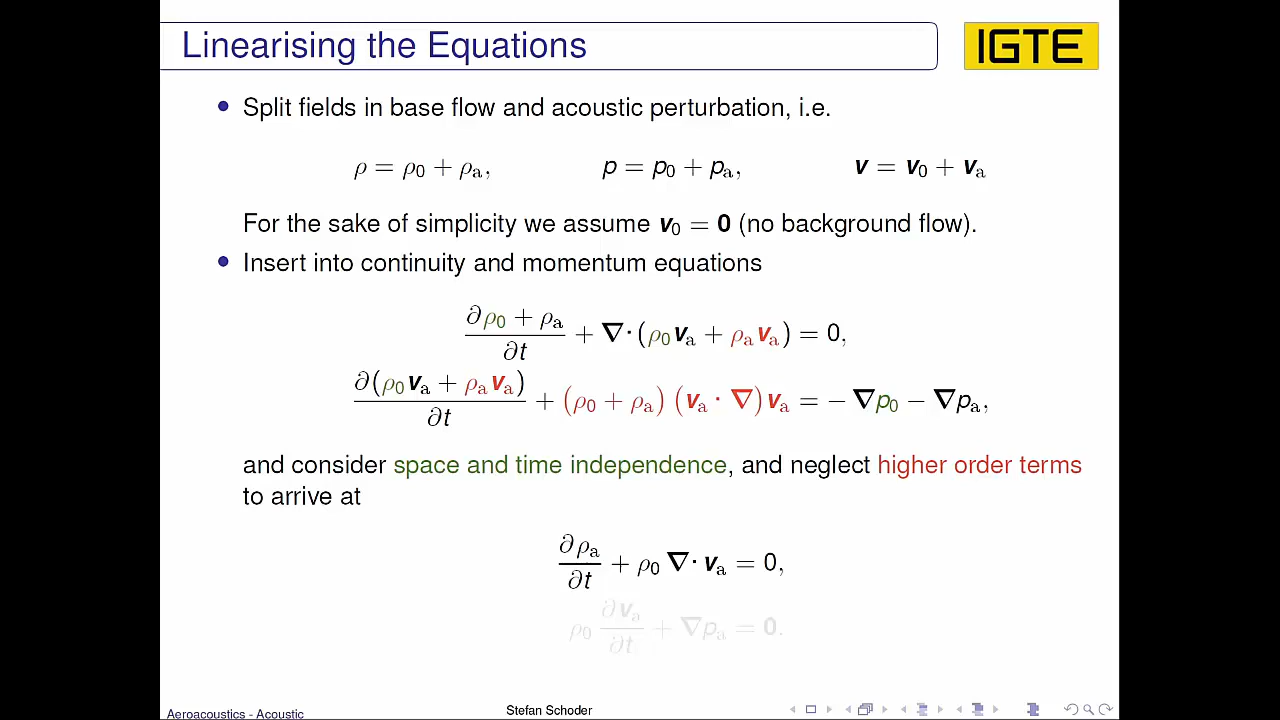 Linearising the Equations
IGTE
• Split fields in base flow and acoustic perturbation, i.e.
ρ = ρ₀ + ρₐ, p = p₀ + pₐ, v = v₀ + vₐ
For the sake of simplicity we assume v₀ = 0 (no background flow).
• Insert into continuity and momentum equations
∂ρ₀ + ρₐ / ∂t + ∇·(ρ₀vₐ + ρₐvₐ) = 0,
∂(ρ₀vₐ + ρₐvₐ) / ∂t + (ρ₀ + ρₐ) (vₐ · ∇) vₐ = − ∇p₀ − ∇pₐ,
and consider space and time independence, and neglect higher order terms
to arrive at
∂ρₐ / ∂t + ρ₀ ∇· vₐ = 0,
ρ₀ ∂vₐ / ∂t + ∇pₐ = 0.
Aeroacoustics - Acoustic
Stefan Schoder